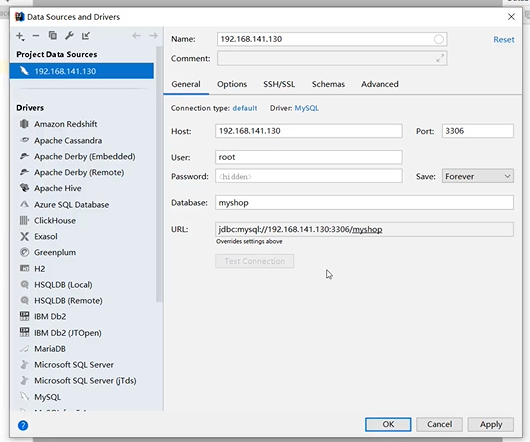 Data Sources and Drivers
Project Data Sources
192.168.141.130
Drivers
Amazon Redshift
Apache Cassandra
Apache Derby (Embedded)
Apache Derby (Remote)
Apache Hive
Azure SQL Database
ClickHouse
Exasol
Greenplum
H2
HSQLDB (Local)
HSQLDB (Remote)
IBM Db2
IBM Db2 (JTOpen)
MariaDB
Microsoft SQL Server
Microsoft SQL Server (jTds)
MySQL
Name: 192.168.141.130 Reset
Comment:
General Options SSH/SSL Schemas Advanced
Connection type: default Driver: MySQL
Host: 192.168.141.130 Port: 3306
User: root
Password: <hidden> Save: Forever
Database: myshop
URL: jdbc:mysql://192.168.141.130:3306/myshop
Overrides settings above
Test Connection
? OK Cancel Apply